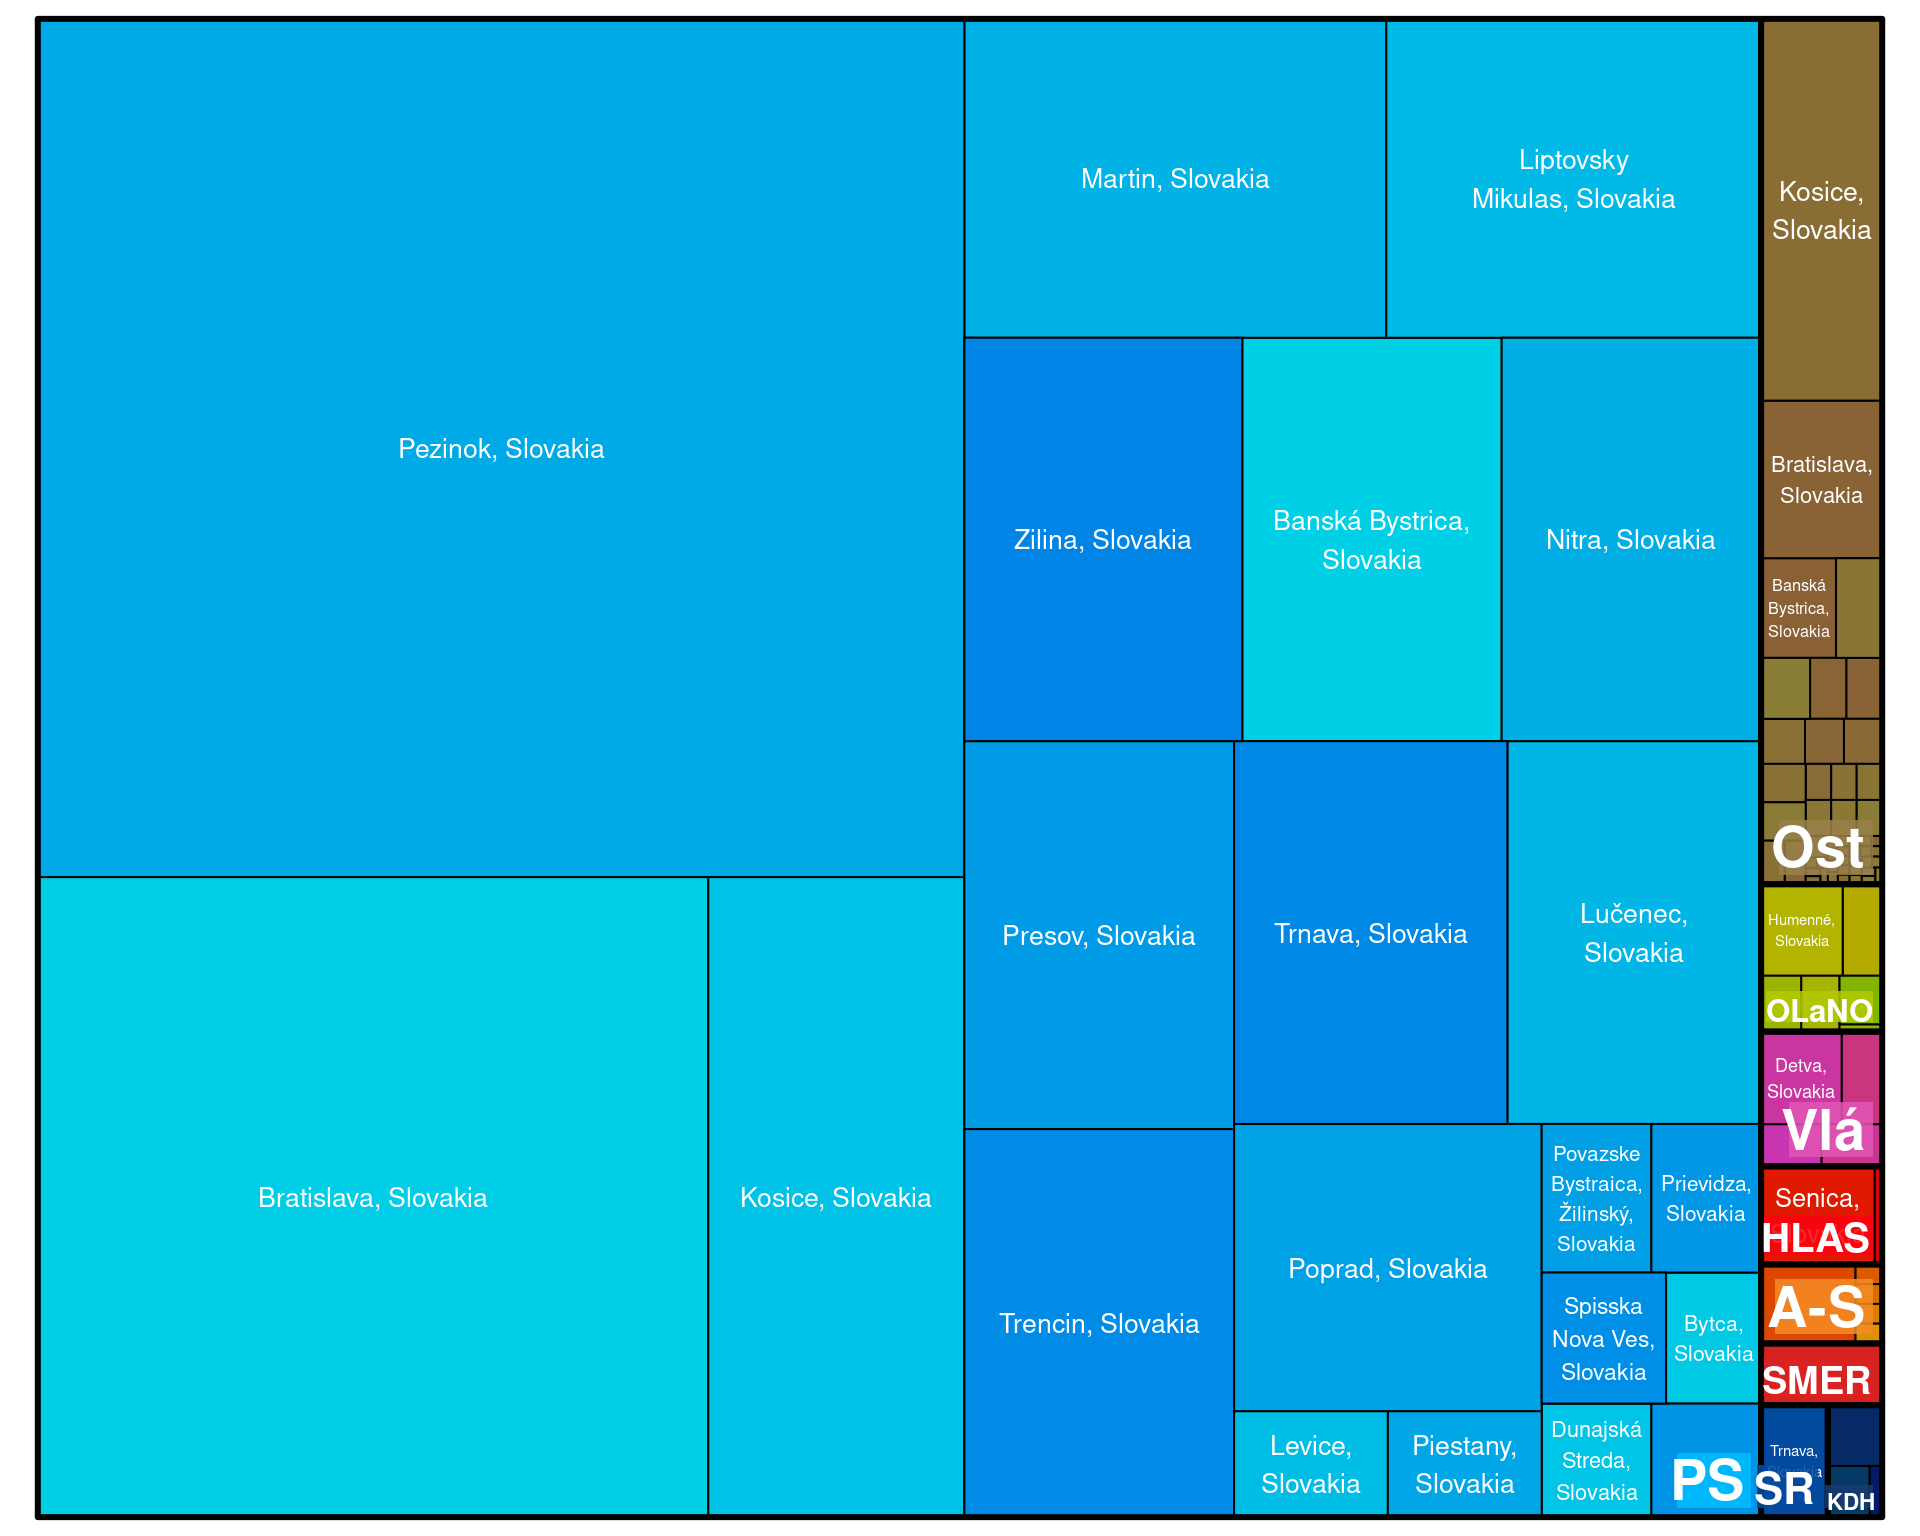 Pezinok, Slovakia
Martin, Slovakia
Liptovsky
Mikulas, Slovakia
Zilina, Slovakia
Banská Bystrica,
Slovakia
Nitra, Slovakia
Bratislava, Slovakia
Kosice, Slovakia
Presov, Slovakia
Trnava, Slovakia
Lučenec,
Slovakia
Trencin, Slovakia
Poprad, Slovakia
Povazske
Bystraica,
Žilinský,
Slovakia
Prievidza,
Slovakia
Spisska
Nova Ves,
Slovakia
Bytca,
Slovakia
Levice,
Slovakia
Piestany,
Slovakia
Dunajská
Streda,
Slovakia
PS
Kosice,
Slovakia
Bratislava,
Slovakia
Banská
Bystrica,
Slovakia
Ost
Humenné,
Slovakia
OLaNO
Detva,
Slovakia
Vlá
Senica,
HLAS
A-S
SMER
Trnava,
SR
KDH